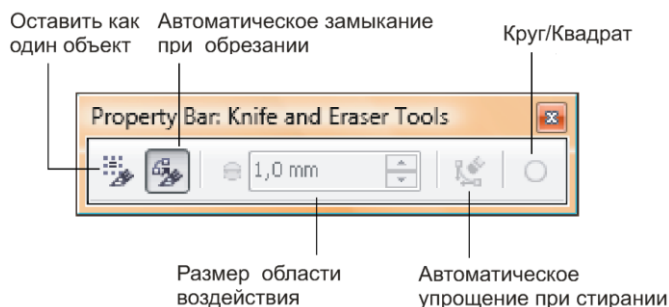 Оставить как
один объект
Автоматическое замыкание
при обрезании
Круг/Квадрат
Property Bar: Knife and Eraser Tools
1,0 mm
Размер области
воздействия
Автоматическое
упрощение при стирании